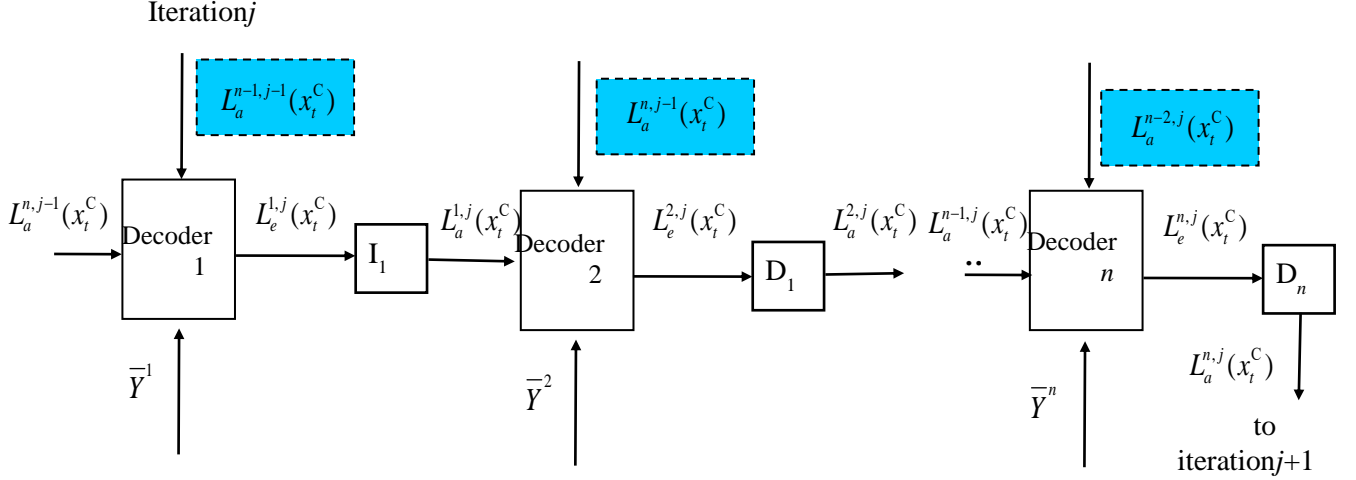 Iterationj
L_a^{n-1,j-1}(x_t^C)
L_a^{n,j-1}(x_t^C)
L_a^{n-2,j}(x_t^C)
L_a^{n,j-1}(x_t^C)
Decoder
1
L_e^{1,j}(x_t^C)
I_1
L_a^{1,j}(x_t^C)
Decoder
2
L_e^{2,j}(x_t^C)
D_1
L_a^{2,j}(x_t^C)
..
L_a^{n-1,j}(x_t^C)
Decoder
n
L_e^{n,j}(x_t^C)
D_n
Y̅^1
Y̅^2
Y̅^n
L_a^{n,j}(x_t^C)
to
iterationj+1